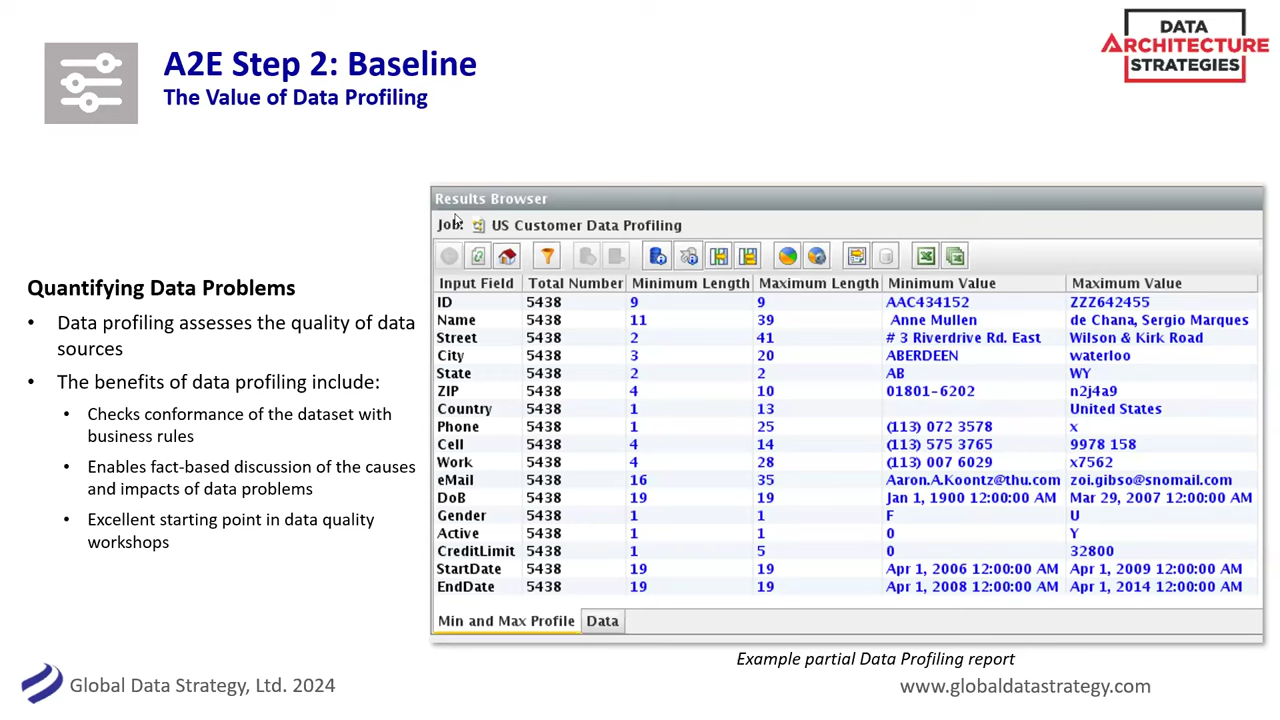 A2E Step 2: Baseline
The Value of Data Profiling
DATA
ARCHITECTURE
STRATEGIES
Quantifying Data Problems
• Data profiling assesses the quality of data
sources
• The benefits of data profiling include:
• Checks conformance of the dataset with
business rules
• Enables fact-based discussion of the causes
and impacts of data problems
• Excellent starting point in data quality
workshops
Results Browser
Job: US Customer Data Profiling
Input Field Total Number Minimum Length Maximum Length Minimum Value Maximum Value
ID 5438 9 9 AAC434152 ZZZ642455
Name 5438 11 39 Anne Mullen de Chana, Sergio Marques
Street 5438 2 41 # 3 Riverdrive Rd. East Wilson & Kirk Road
City 5438 3 20 ABERDEEN waterloo
State 5438 2 2 AB WY
ZIP 5438 4 10 01801-6202 n2j4a9
Country 5438 1 13 United States
Phone 5438 1 25 (113) 072 3578 x
Cell 5438 4 14 (113) 575 3765 9978 158
Work 5438 4 28 (113) 007 6029 x7562
eMail 5438 16 35 Aaron.A.Koontz@thu.com zoi.gibso@snomail.com
DoB 5438 19 19 Jan 1, 1900 12:00:00 AM Mar 29, 2007 12:00:00 AM
Gender 5438 1 1 F U
Active 5438 1 1 0 Y
CreditLimit 5438 1 5 0 32800
StartDate 5438 19 19 Apr 1, 2006 12:00:00 AM Apr 1, 2009 12:00:00 AM
EndDate 5438 19 19 Apr 1, 2008 12:00:00 AM Apr 1, 2014 12:00:00 AM
Min and Max Profile Data
Example partial Data Profiling report
Global Data Strategy, Ltd. 2024
www.globaldatastrategy.com